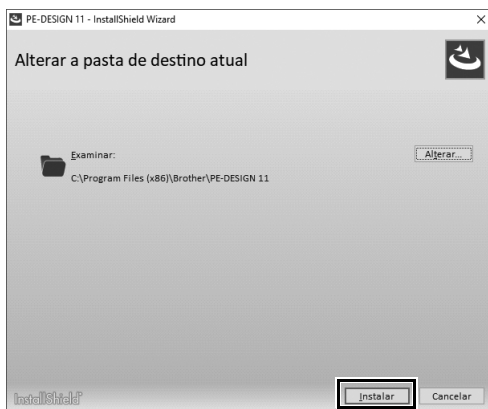 PE-DESIGN 11 - InstallShield Wizard
Alterar a pasta de destino atual
Examinar:
Alterar...
C:\Program Files (x86)\Brother\PE-DESIGN 11
InstallShield
Instalar
Cancelar